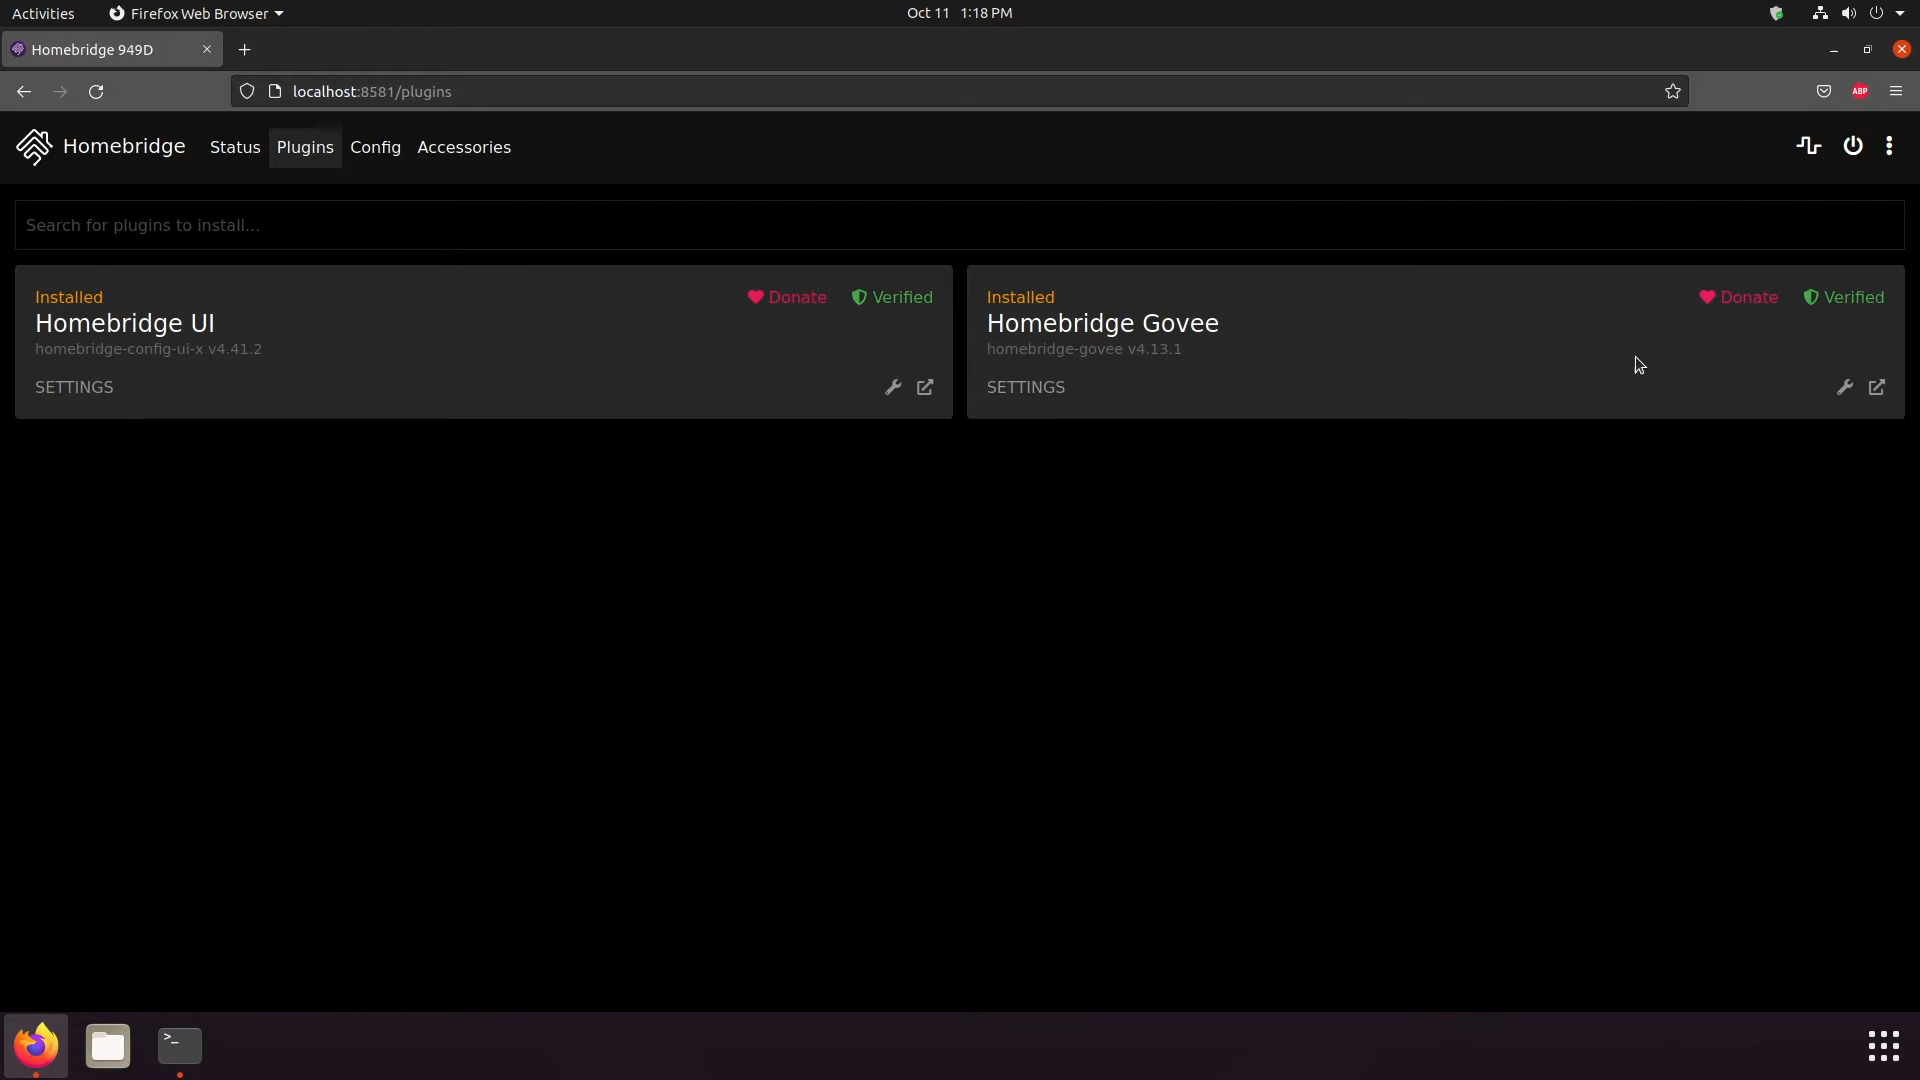 Activities Firefox Web Browser Oct 11 1:18 PM
Homebridge 949D
localhost:8581/plugins
ABP
Homebridge Status Plugins Config Accessories
Search for plugins to install...
Installed Donate Verified
Homebridge UI
homebridge-config-ui-x v4.41.2
SETTINGS
Installed Donate Verified
Homebridge Govee
homebridge-govee v4.13.1
SETTINGS
>_